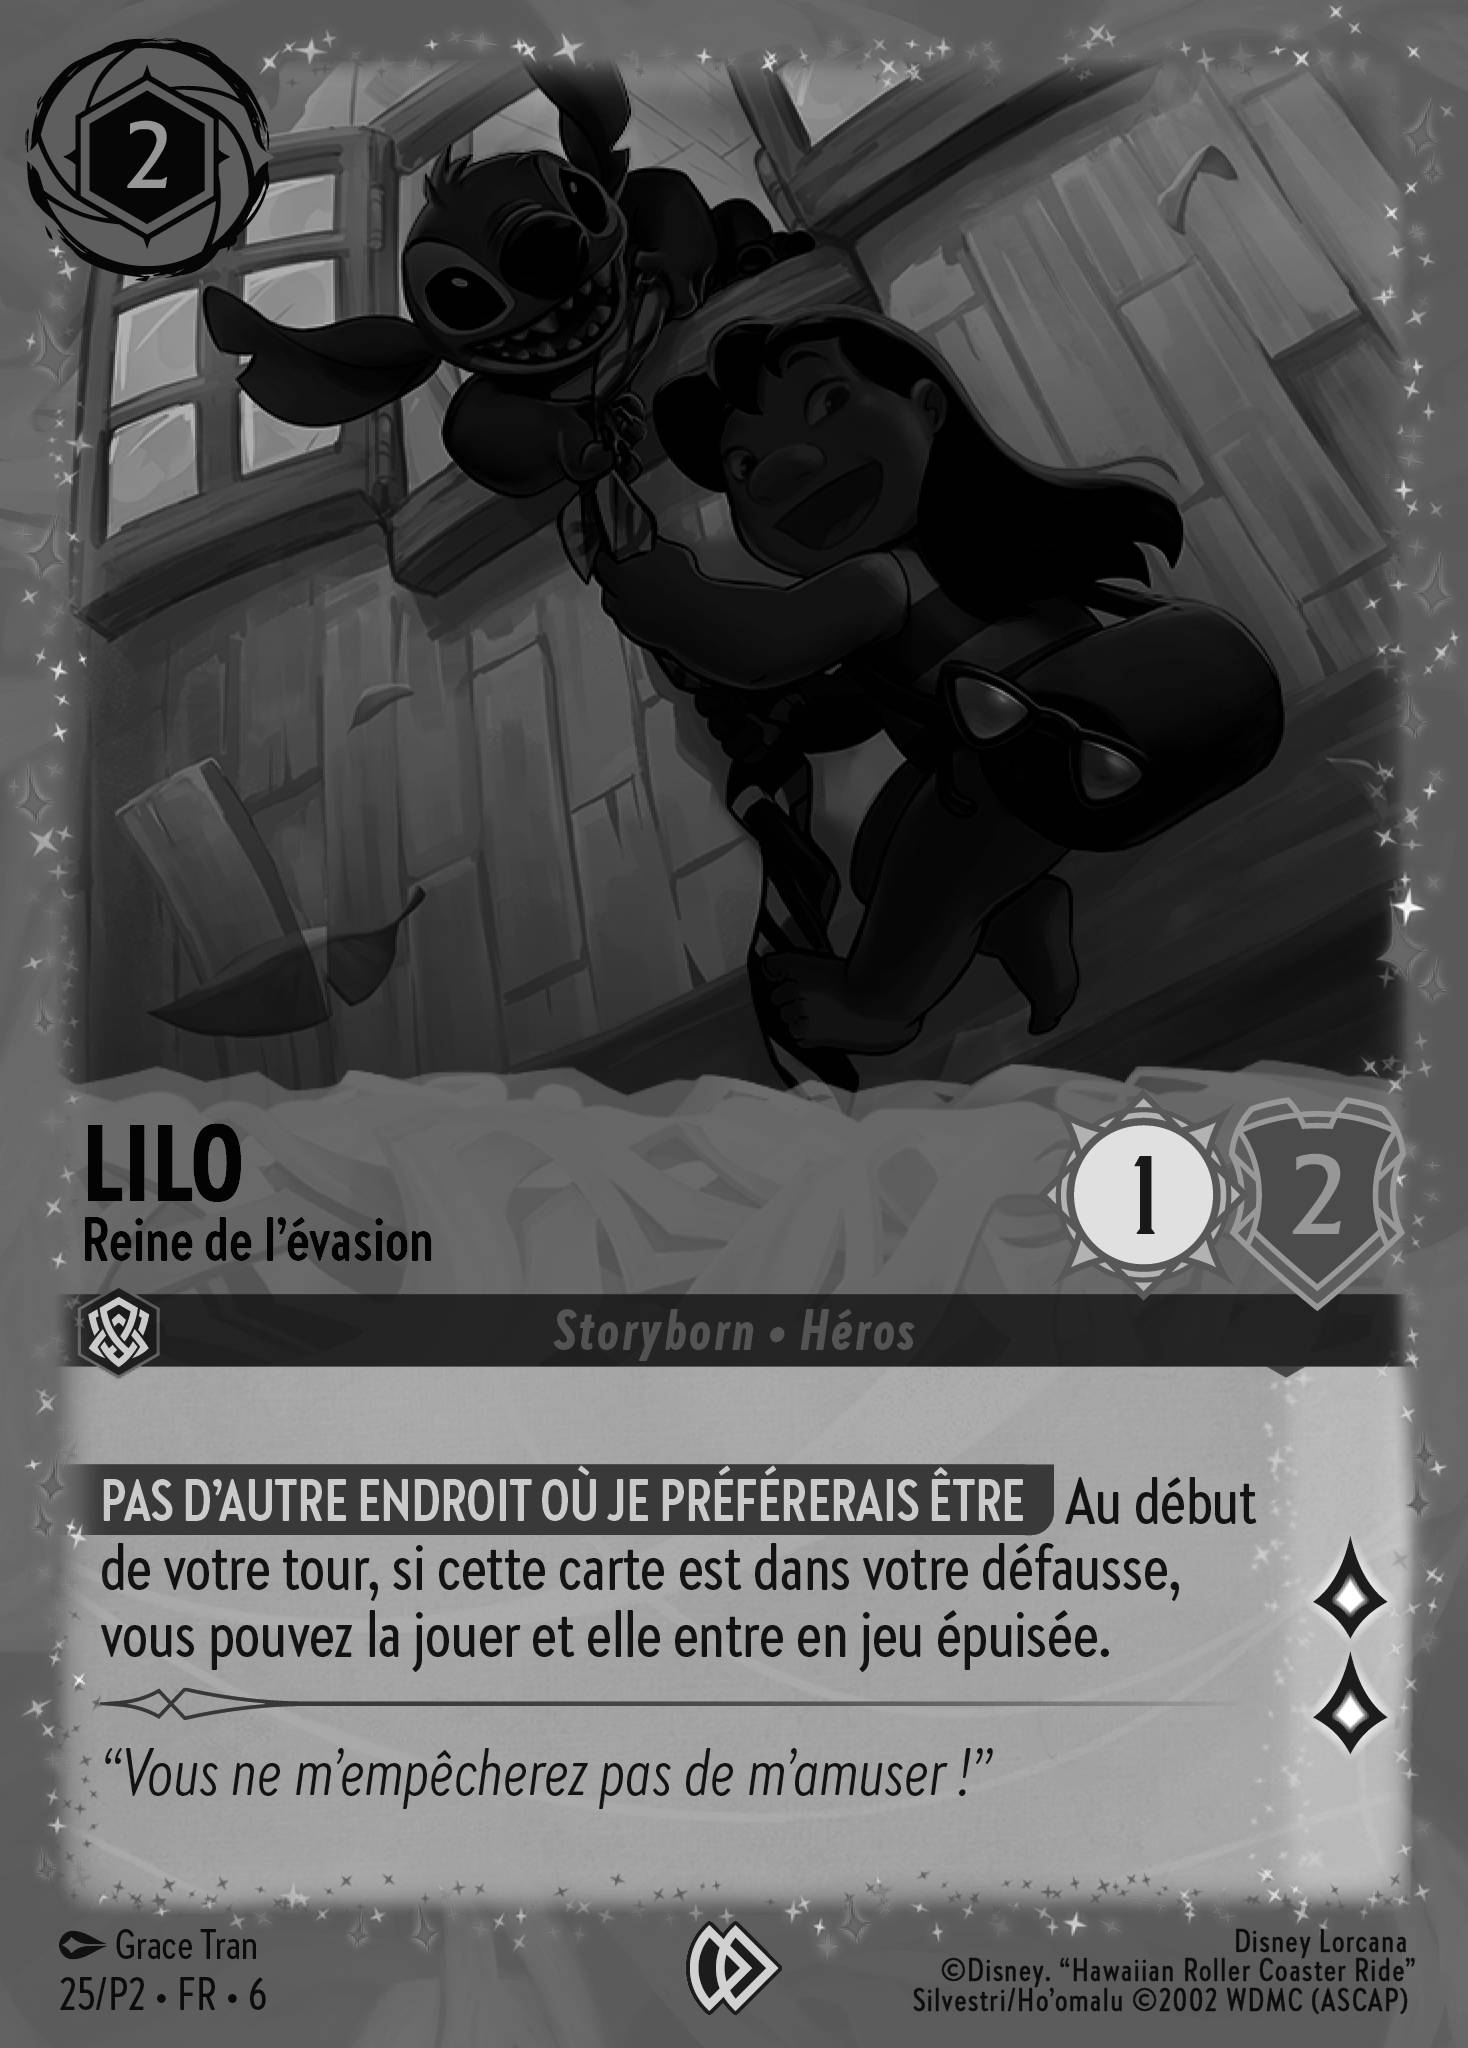 2
LILO
Reine de l’évasion
1
2
Storyborn • Héros
PAS D’AUTRE ENDROIT OÙ JE PRÉFÉRERAIS ÊTRE Au début
de votre tour, si cette carte est dans votre défausse,
vous pouvez la jouer et elle entre en jeu épuisée.
“Vous ne m’empêcherez pas de m’amuser !”
Grace Tran
25/P2 • FR • 6
Disney Lorcana
©Disney. “Hawaiian Roller Coaster Ride”
Silvestri/Ho’omalu ©2002 WDMC (ASCAP)